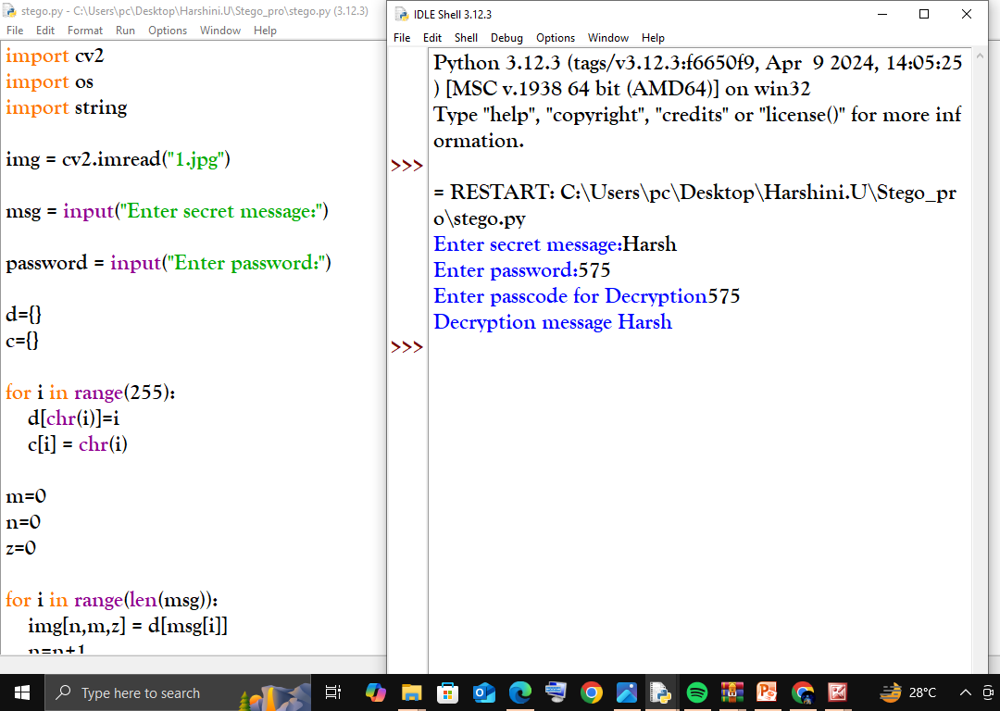 stego.py - C:\Users\pc\Desktop\Harshini.U\Stego_pro\stego.py (3.12.3)
File Edit Format Run Options Window Help
import cv2
import os
import string
img = cv2.imread("1.jpg")
msg = input("Enter secret message:")
password = input("Enter password:")
d={}
c={}
for i in range(255):
    d[chr(i)]=i
    c[i] = chr(i)
m=0
n=0
z=0
for i in range(len(msg)):
    img[n,m,z] = d[msg[i]]
    n=n+1
IDLE Shell 3.12.3
File Edit Shell Debug Options Window Help
Python 3.12.3 (tags/v3.12.3:f6650f9, Apr  9 2024, 14:05:25
) [MSC v.1938 64 bit (AMD64)] on win32
Type "help", "copyright", "credits" or "license()" for more inf
ormation.
>>>
= RESTART: C:\Users\pc\Desktop\Harshini.U\Stego_pr
o\stego.py
Enter secret message:Harsh
Enter password:575
Enter passcode for Decryption575
Decryption message Harsh
>>>
Type here to search
28°C